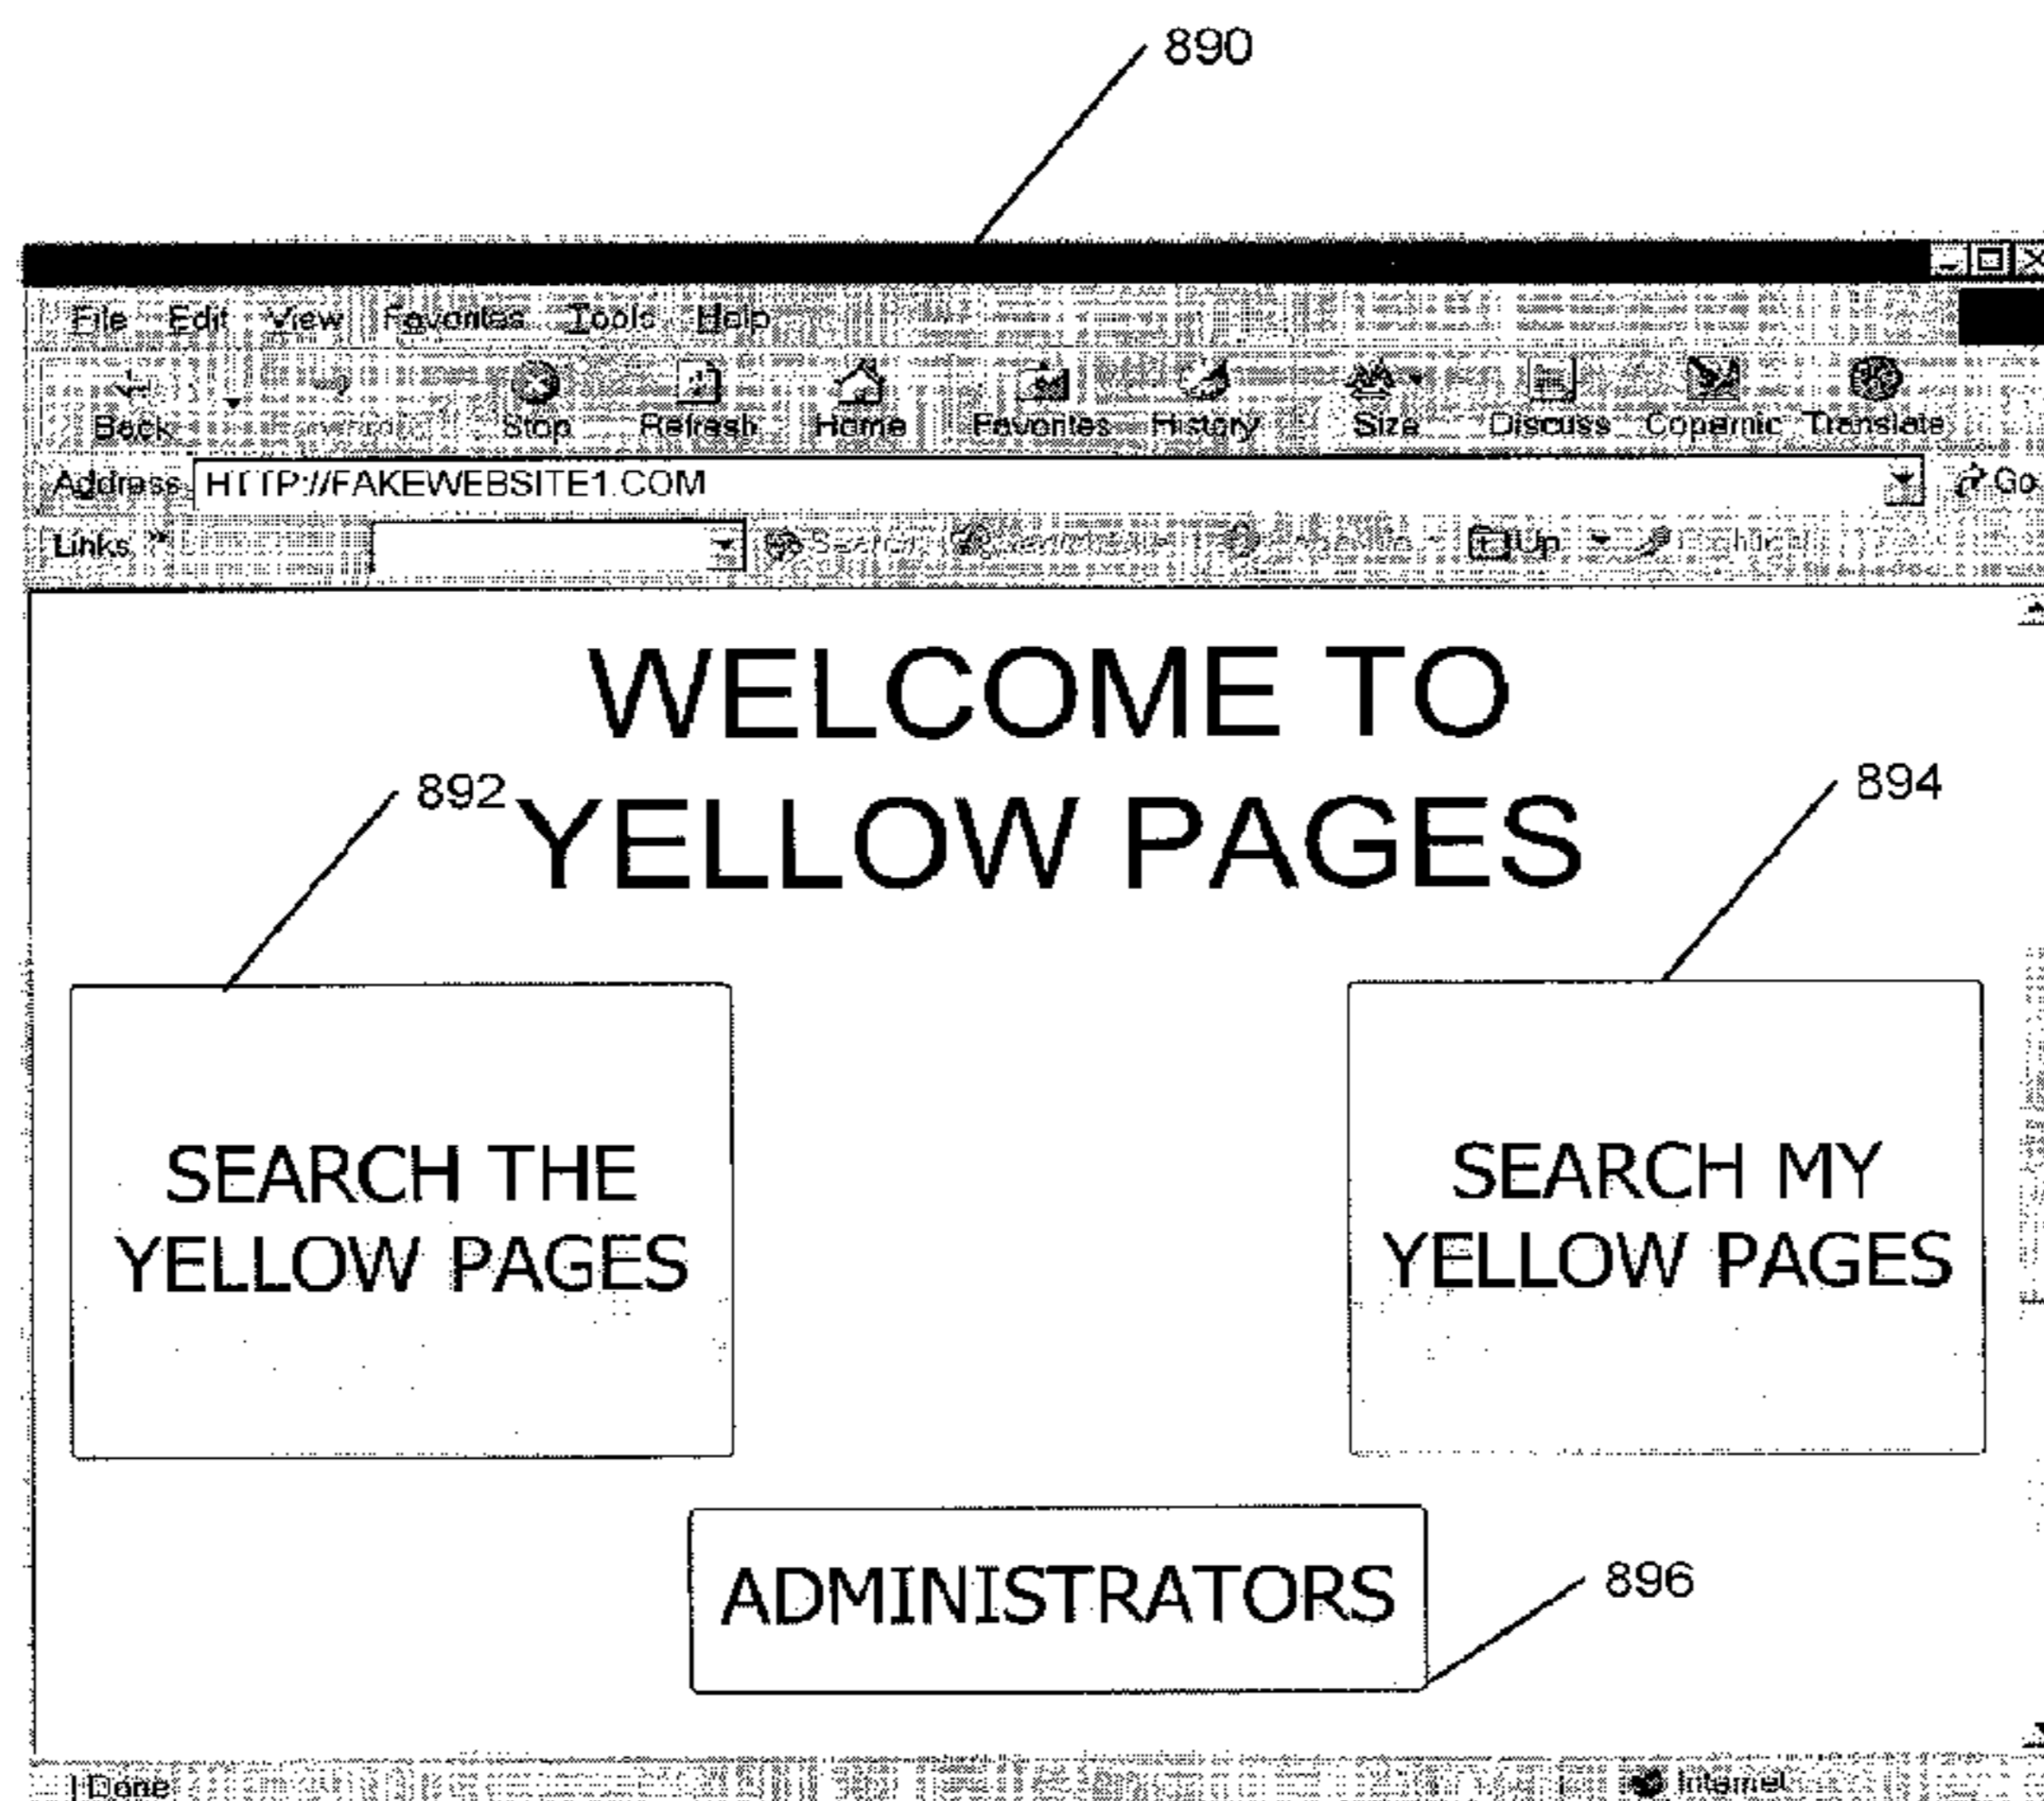 890
File Edit View Favorites Tools Help
Back Stop Refresh Home Favorites History Size Discuss Copernic Translate
Address HTTP://FAKEWEBSITE1.COM Go
Links Search Up
WELCOME TO
892 YELLOW PAGES 894
SEARCH THE
YELLOW PAGES
SEARCH MY
YELLOW PAGES
ADMINISTRATORS 896
Done Internet